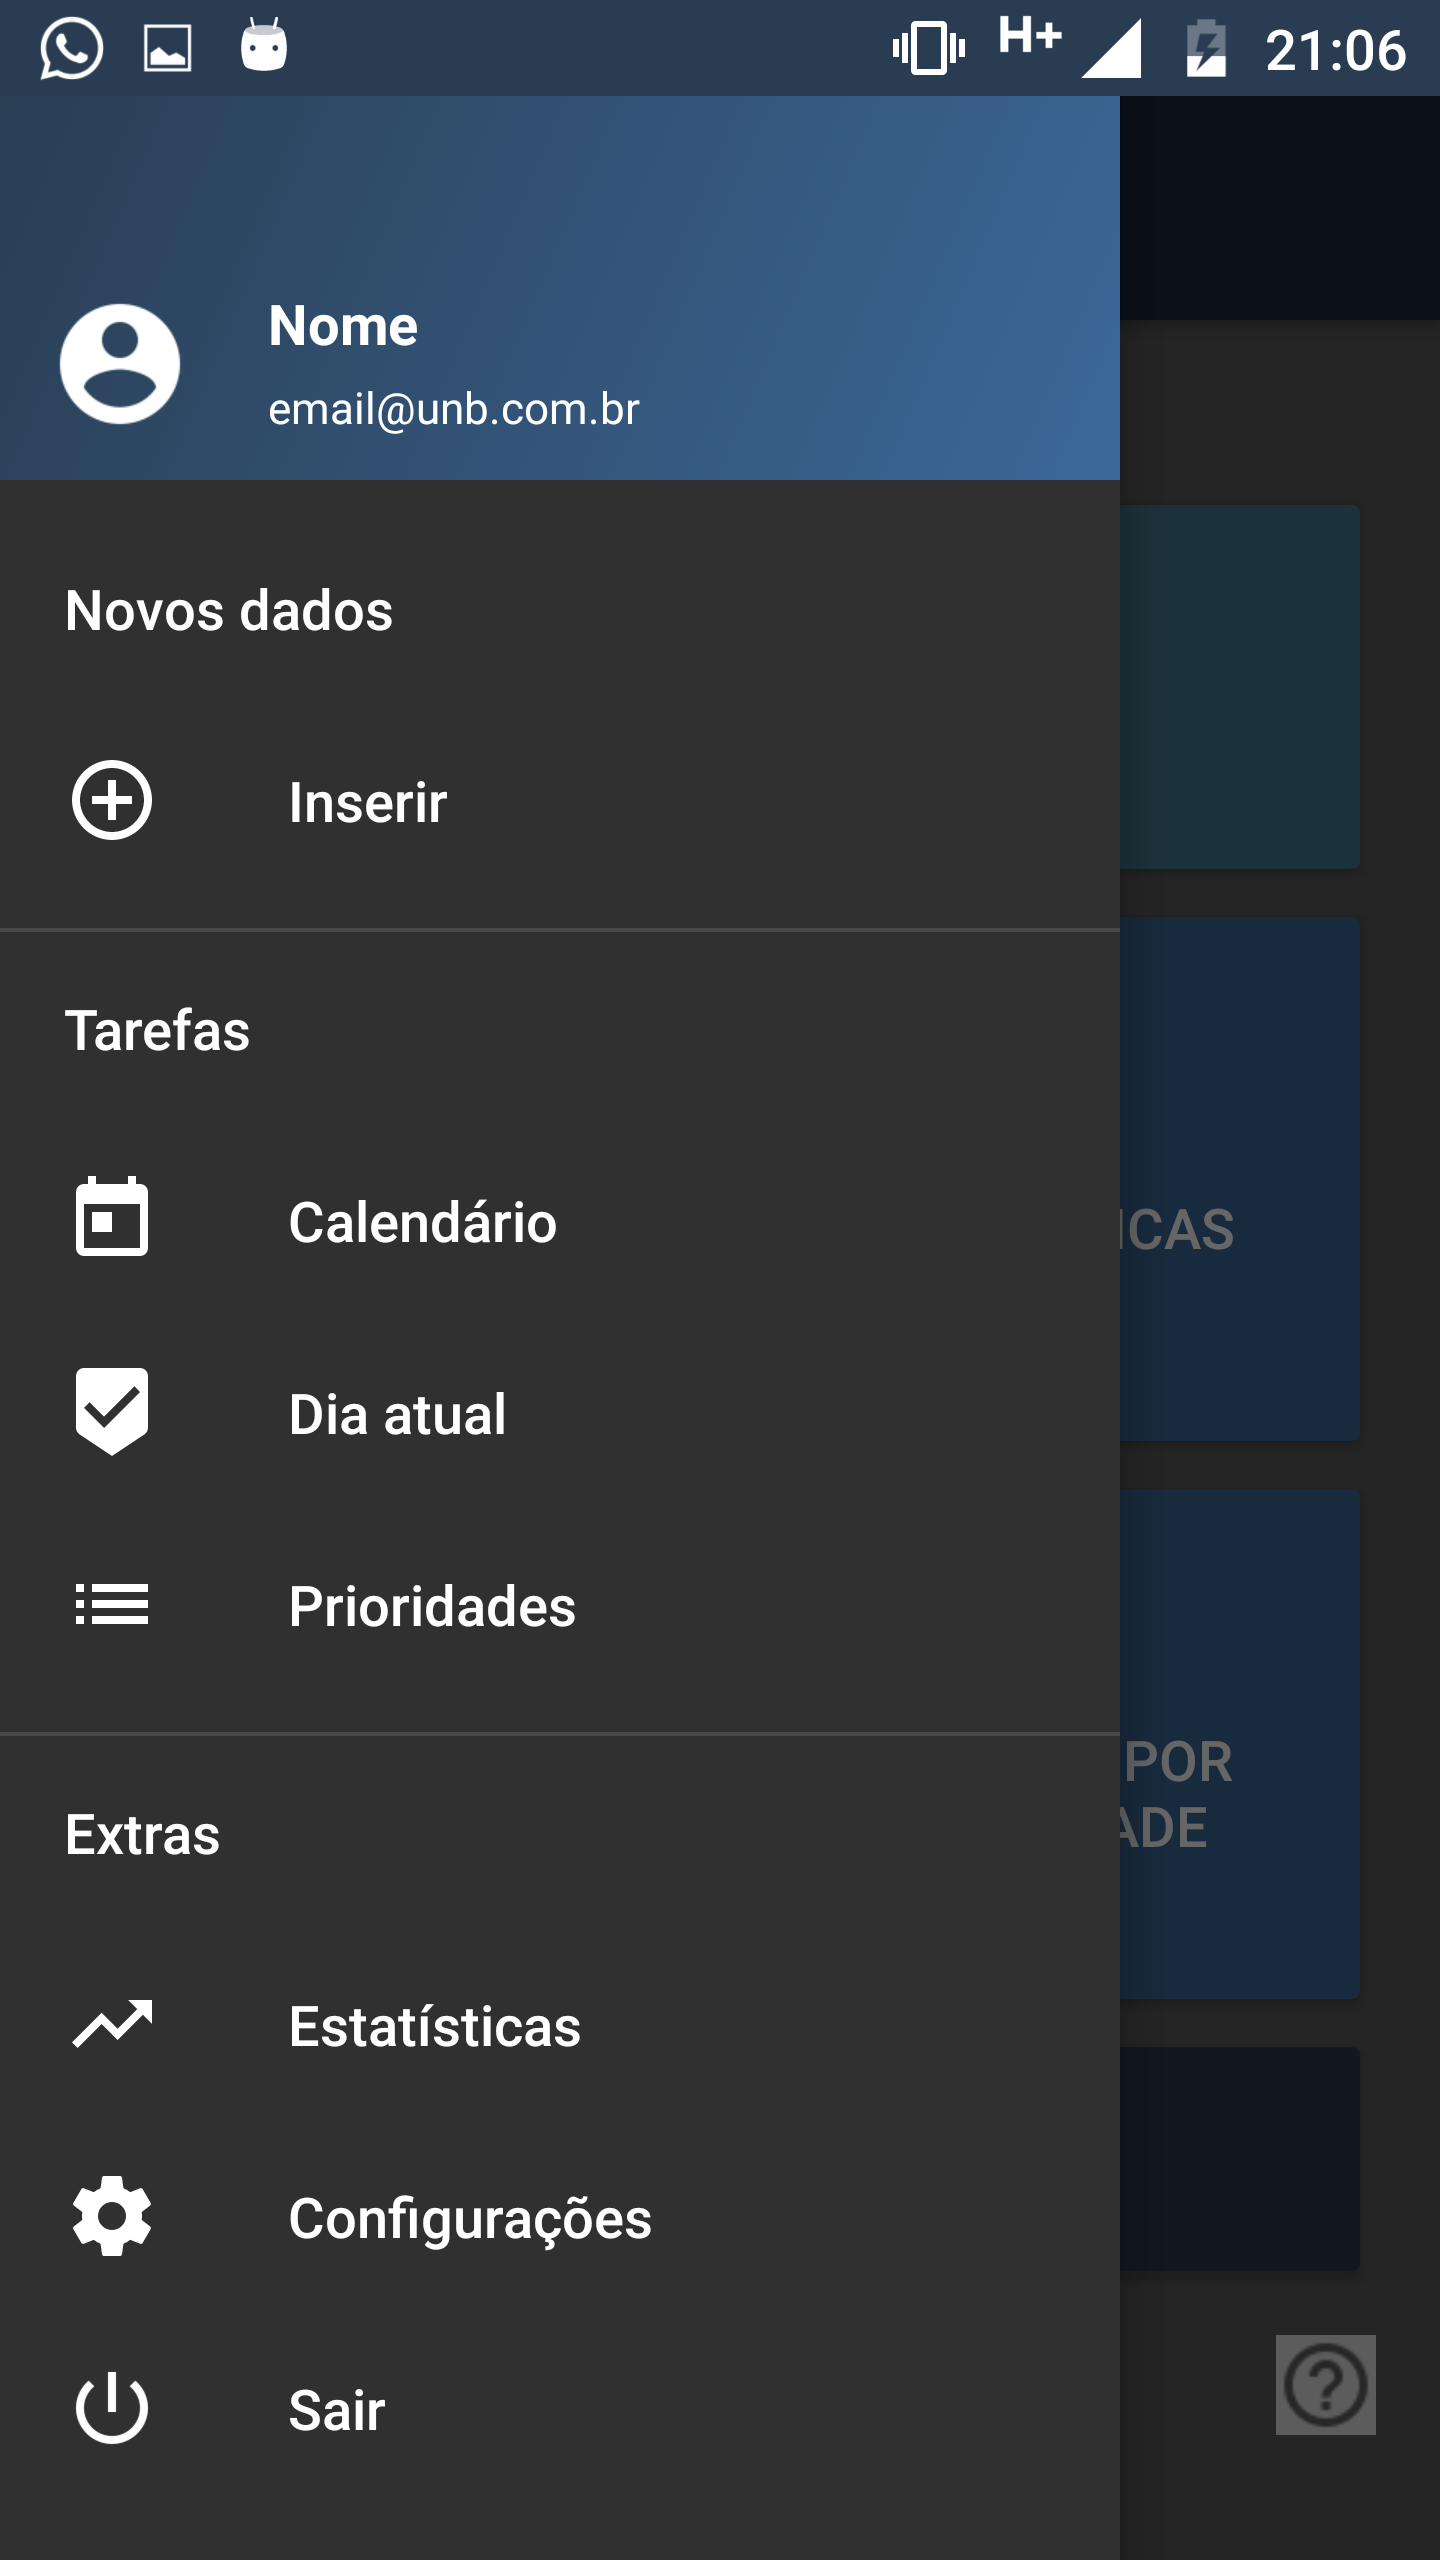 H+ 21:06
Nome
email@unb.com.br
Novos dados
Inserir
Tarefas
Calendário
ICAS
Dia atual
Prioridades
POR
ADE
Extras
Estatísticas
Configurações
Sair